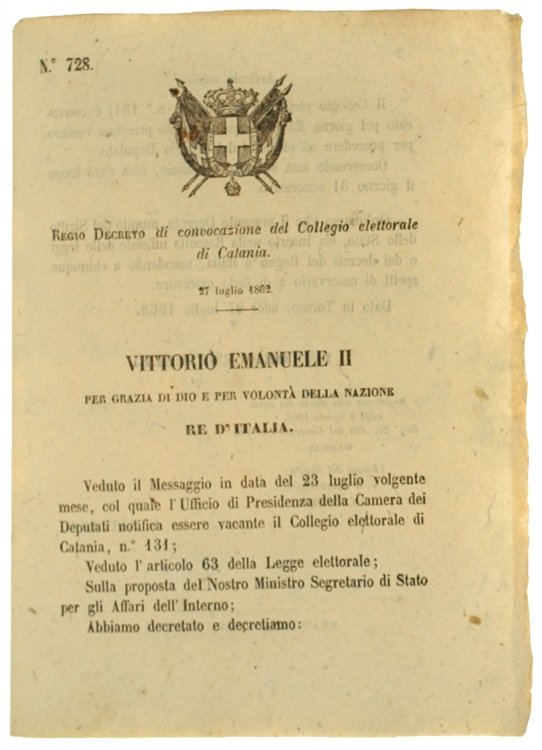 N.° 728.
REGIO DECRETO di convocazione del Collegio elettorale
di Catania.
27 luglio 1862.
VITTORIO EMANUELE II
PER GRAZIA DI DIO E PER VOLONTÀ DELLA NAZIONE
RE D'ITALIA.
Veduto il Messaggio in data del 23 luglio volgente
mese, col quale l'Ufficio di Presidenza della Camera dei
Deputati notifica essere vacante il Collegio elettorale di
Catania, n.° 131;
Veduto l'articolo 63 della Legge elettorale;
Sulla proposta del Nostro Ministro Segretario di Stato
per gli Affari dell'Interno;
Abbiamo decretato e decretiamo: